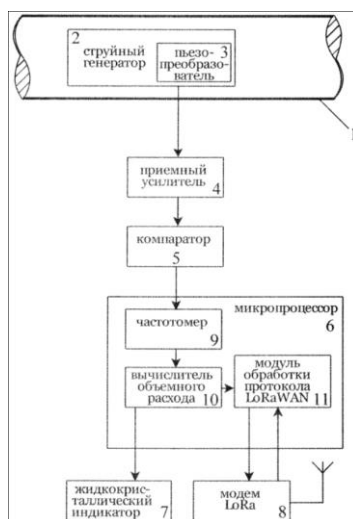 2
струйный
генератор
пьезо-
3
преобразо-
ватель
1
приемный
усилитель
4
компаратор
5
микропроцессор
6
частотомер
9
вычислитель
объемного
расхода
10
модуль
обработки
протокола
LoRaWAN
11
жидкокрис-
таллический
индикатор
7
модем
LoRa
8